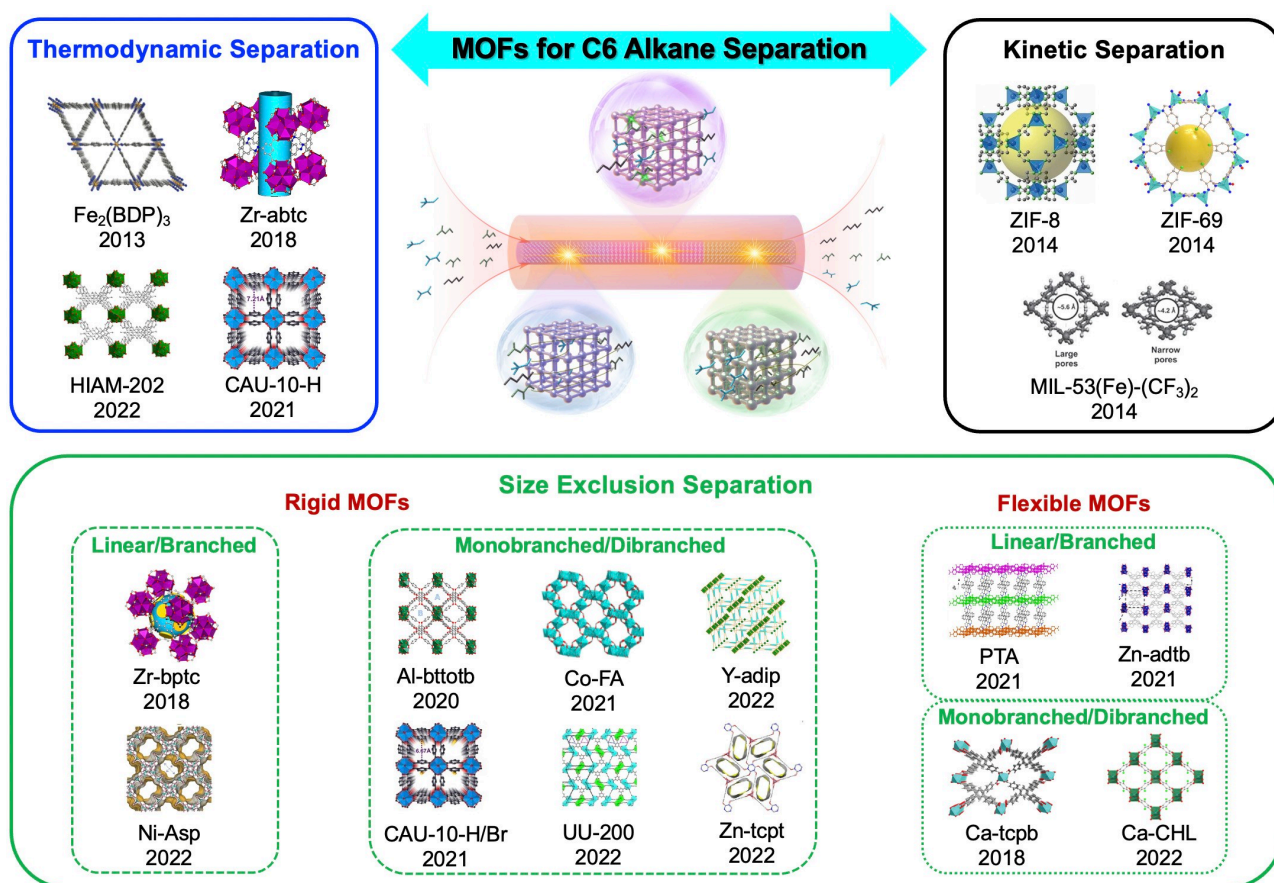 MOFs for C6 Alkane Separation
Thermodynamic Separation
Fe₂(BDP)₃
2013
Zr-abtc
2018
HIAM-202
2022
7.21Å
CAU-10-H
2021
Kinetic Separation
ZIF-8
2014
ZIF-69
2014
~5.6 Å
Large
pores
~4.2 Å
Narrow
pores
MIL-53(Fe)-(CF₃)₂
2014
Size Exclusion Separation
Rigid MOFs
Linear/Branched
Zr-bptc
2018
Ni-Asp
2022
Monobranched/Dibranched
A
B
Al-bttotb
2020
Co-FA
2021
Y-adip
2022
6.67Å
CAU-10-H/Br
2021
UU-200
2022
Zn-tcpt
2022
Flexible MOFs
Linear/Branched
PTA
2021
Zn-adtb
2021
Monobranched/Dibranched
Ca-tcpb
2018
Ca-CHL
2022